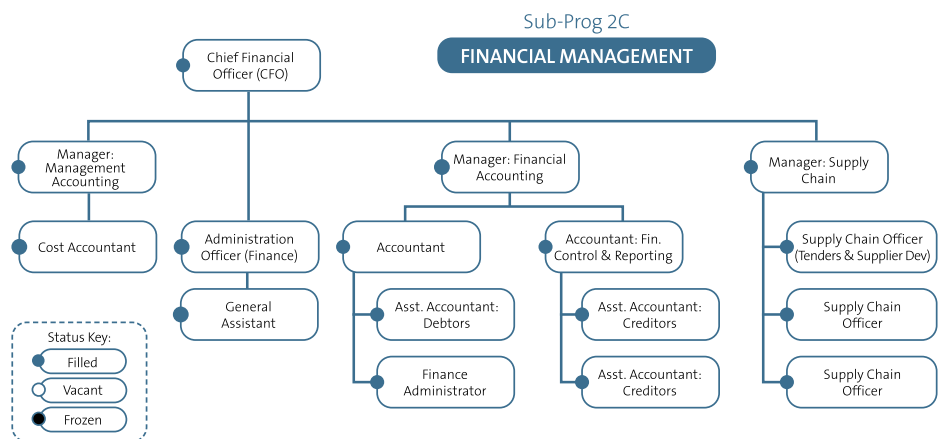 Sub-Prog 2C
FINANCIAL MANAGEMENT
Chief Financial
Officer (CFO)
Manager:
Management
Accounting
Manager: Financial
Accounting
Manager: Supply
Chain
Cost Accountant
Administration
Officer (Finance)
Accountant
Accountant: Fin.
Control & Reporting
Supply Chain Officer
(Tenders & Supplier Dev)
General
Assistant
Asst. Accountant:
Debtors
Asst. Accountant:
Creditors
Supply Chain
Officer
Finance
Administrator
Asst. Accountant:
Creditors
Supply Chain
Officer
Status Key:
Filled
Vacant
Frozen